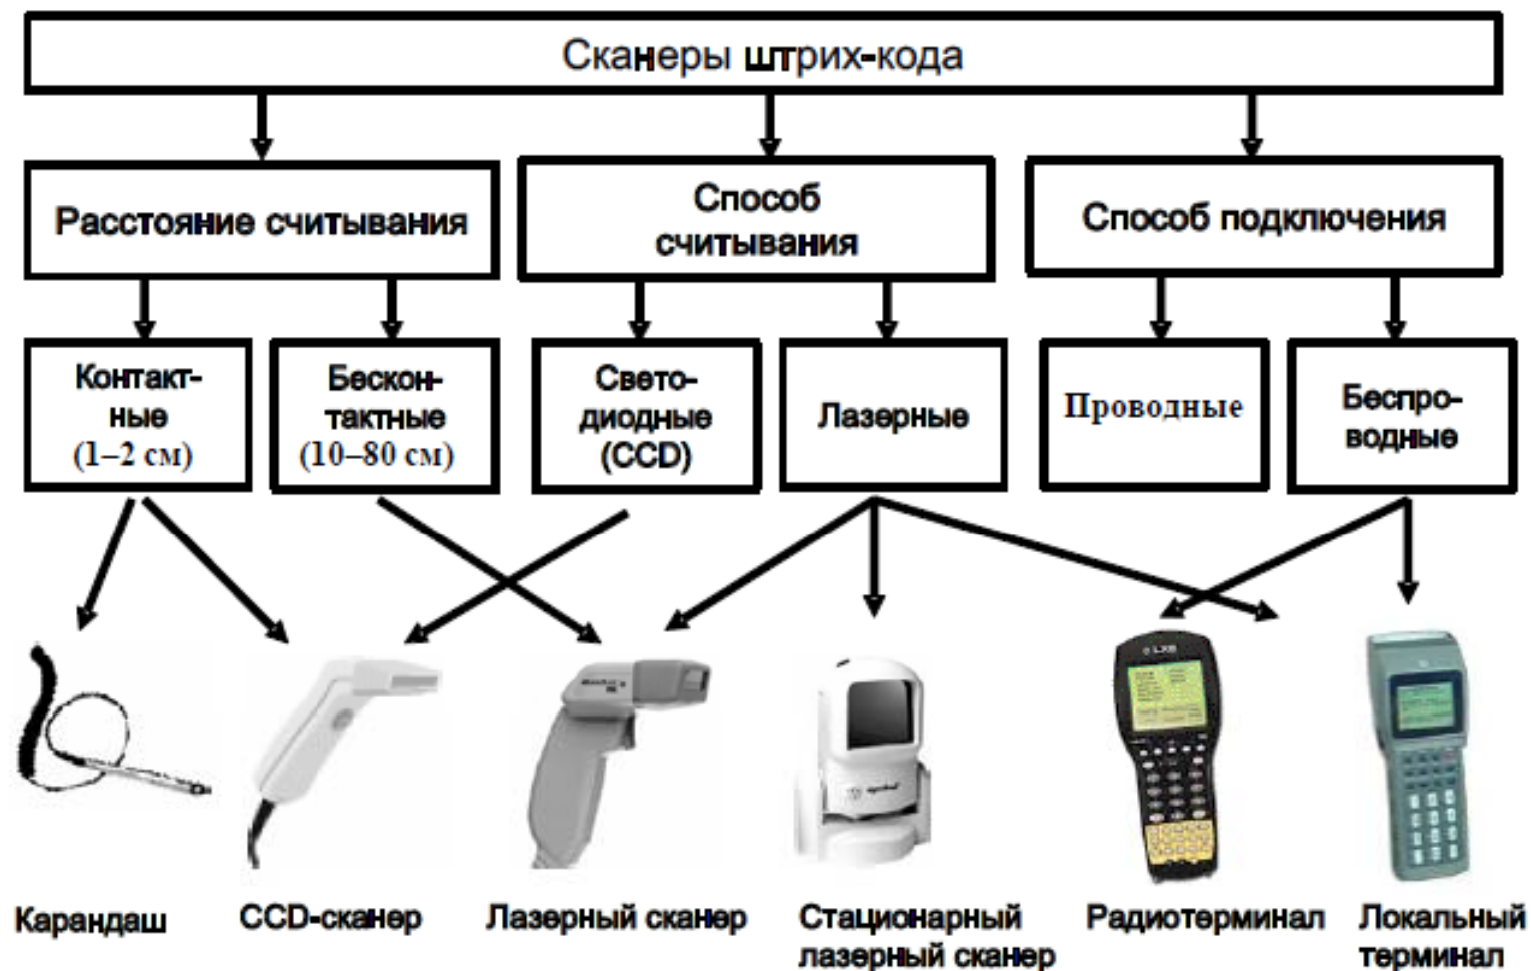 Сканеры штрих-кода
Расстояние считывания
Способ
считывания
Способ подключения
Контакт-
ные
(1–2 см)
Бескон-
тактные
(10–80 см)
Свето-
диодные
(CCD)
Лазерные
Проводные
Беспро-
водные
LXE
Карандаш
CCD-сканер
Лазерный сканер
Стационарный
лазерный сканер
Радиотерминал
Локальный
терминал